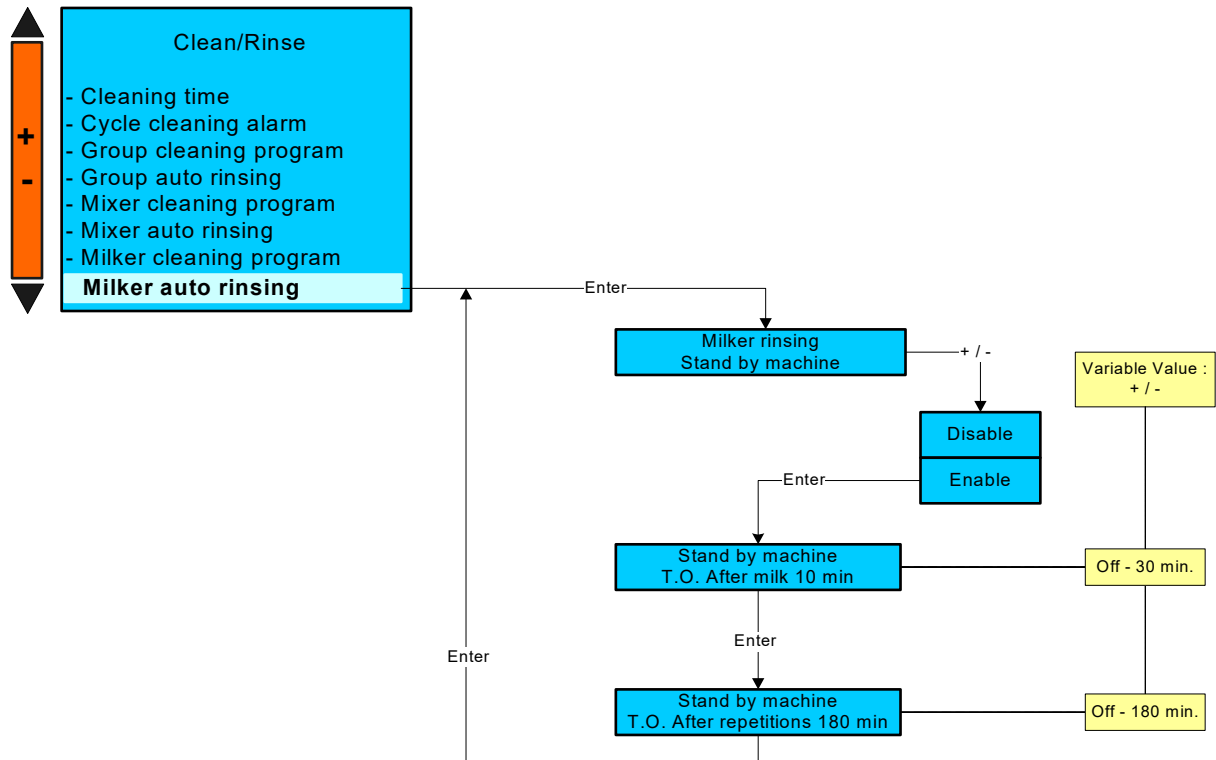 Clean/Rinse
+
-
- Cleaning time
- Cycle cleaning alarm
- Group cleaning program
- Group auto rinsing
- Mixer cleaning program
- Mixer auto rinsing
- Milker cleaning program
Milker auto rinsing
Enter
Milker rinsing
Stand by machine
+ / -
Variable Value :
+ / -
Disable
Enable
Enter
Stand by machine
T.O. After milk 10 min
Off - 30 min.
Enter
Enter
Stand by machine
T.O. After repetitions 180 min
Off - 180 min.